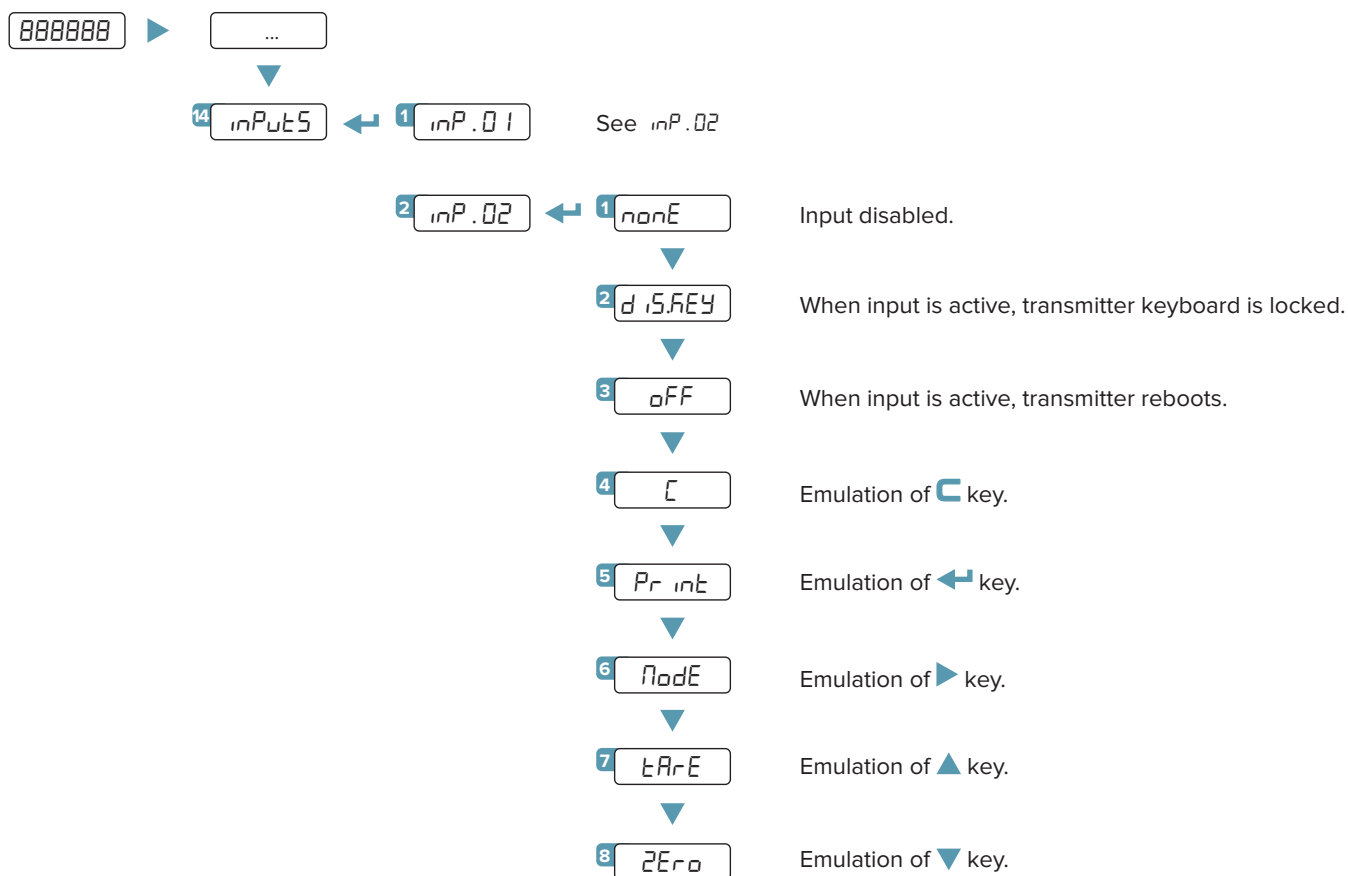 888888 ...
14 inPutS 1 inP.01 See inP.02
2 inP.02 1 nonE Input disabled.
2 diS.KEY When input is active, transmitter keyboard is locked.
3 oFF When input is active, transmitter reboots.
4 C Emulation of C key.
5 Print Emulation of key.
6 ModE Emulation of key.
7 tArE Emulation of key.
8 ZEro Emulation of key.